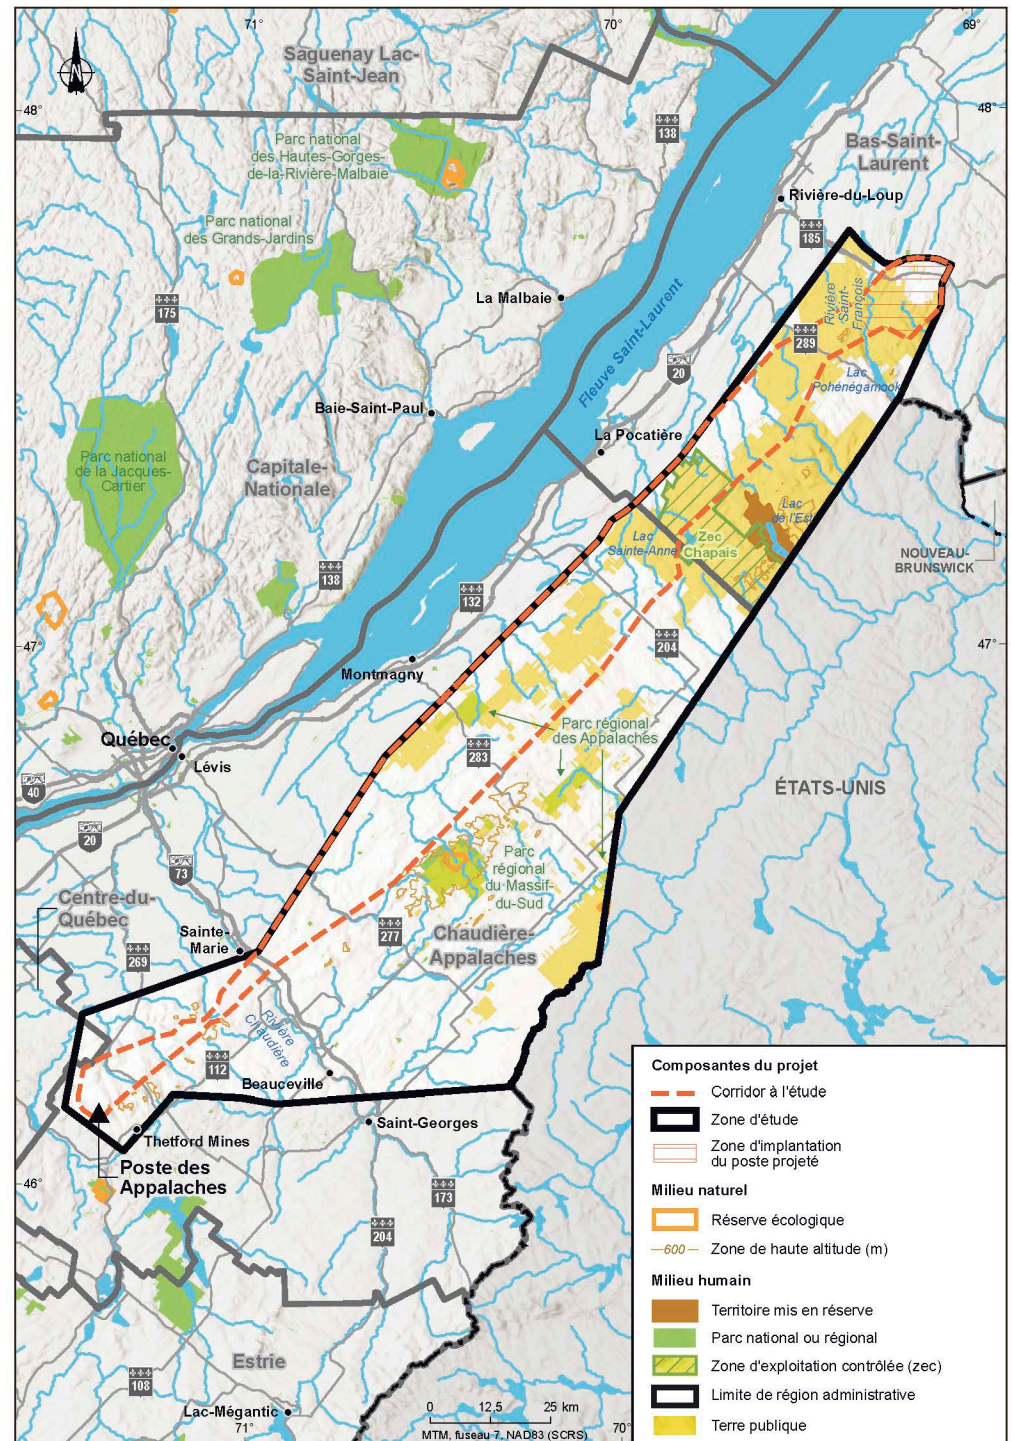 71°
70°
69°
Saguenay Lac-
Saint-Jean
48°
48°
138
Parc national
des Hautes-Gorges-
de-la-Rivière-Malbaie
Bas-Saint-
Laurent
Rivière-du-Loup
Parc national
des Grands-Jardins
185
175
La Malbaie
Rivière
Saint-
François
289
Fleuve Saint-Laurent
20
Lac
Pohénégamook
Baie-Saint-Paul
La Pocatière
Parc national
de la Jacques-
Cartier
Capitale-
Nationale
Lac
de l'Est
Lac
Sainte-Anne
Zec
Chapais
NOUVEAU-
BRUNSWICK
138
132
47°
47°
204
Montmagny
Parc régional
des Appalaches
Québec
Lévis
283
40
ÉTATS-UNIS
20
73
Parc
régional
du Massif-
du-Sud
Centre-du-
Québec
Sainte-
Marie
277
Chaudière-
Appalaches
269
Rivière
Chaudière
112
Beauceville
Saint-Georges
Thetford Mines
Poste des
Appalaches
46°
173
204
Estrie
108
Lac-Mégantic
71°
70°
0 12,5 25 km
MTM, fuseau 7, NAD83 (SCRS)
Composantes du projet
Corridor à l'étude
Zone d'étude
Zone d'implantation
du poste projeté
Milieu naturel
Réserve écologique
600 Zone de haute altitude (m)
Milieu humain
Territoire mis en réserve
Parc national ou régional
Zone d'exploitation contrôlée (zec)
Limite de région administrative
Terre publique